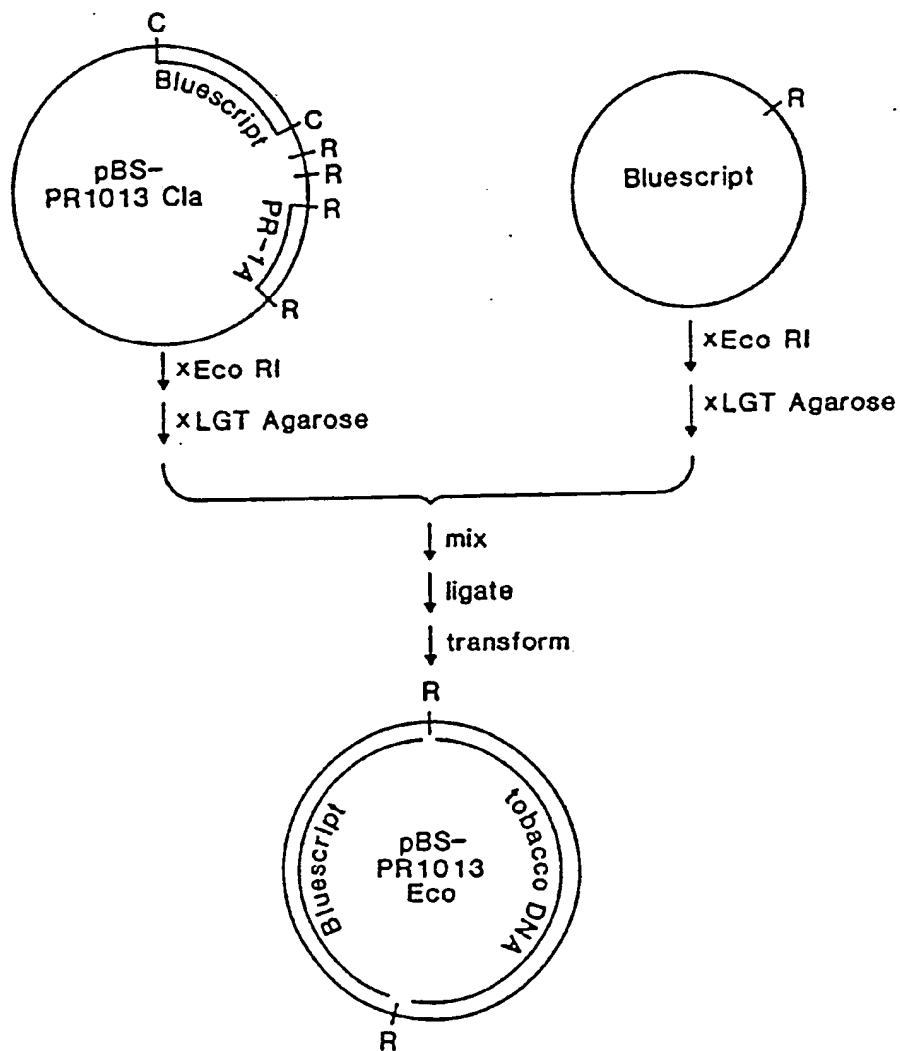 C
Bluescript
C
R
R
R
pBS-
PR1013 Cla
PR-1A
R
R
Bluescript
xEco RI
xLGT Agarose
xEco RI
xLGT Agarose
mix
ligate
transform
R
Bluescript
pBS-
PR1013
Eco
tobacco DNA
R